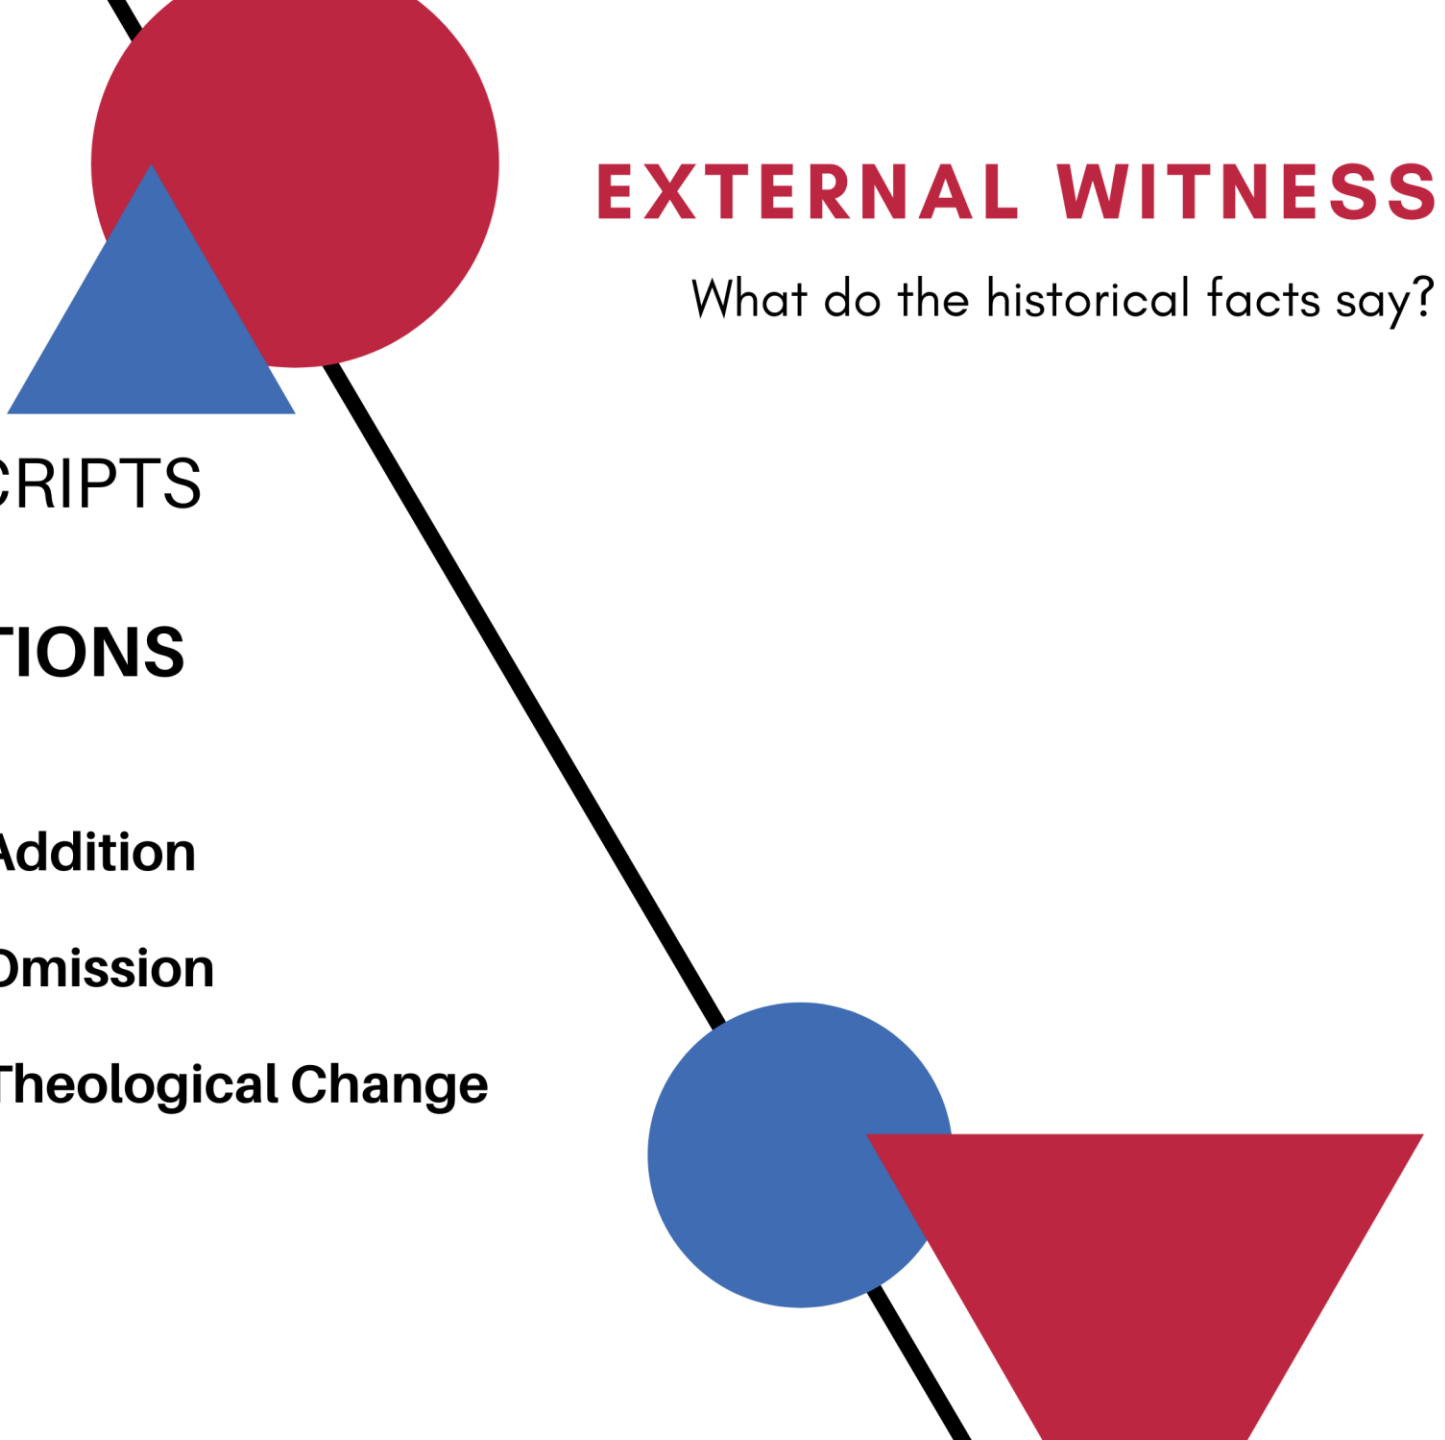 EXTERNAL WITNESS
What do the historical facts say?
CRIPTS
TIONS
Addition
Omission
Theological Change